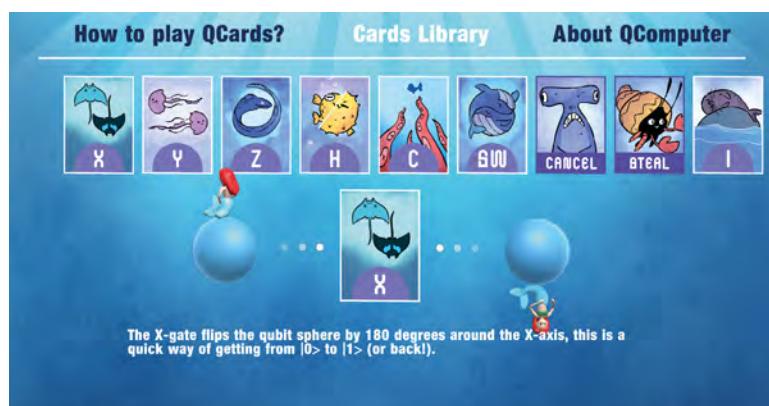 How to play QCards? Cards Library About QComputer
X Y Z H C SW CANCEL STEAL I
X
The X-gate flips the qubit sphere by 180 degrees around the X-axis, this is a
quick way of getting from |0> to |1> (or back!).